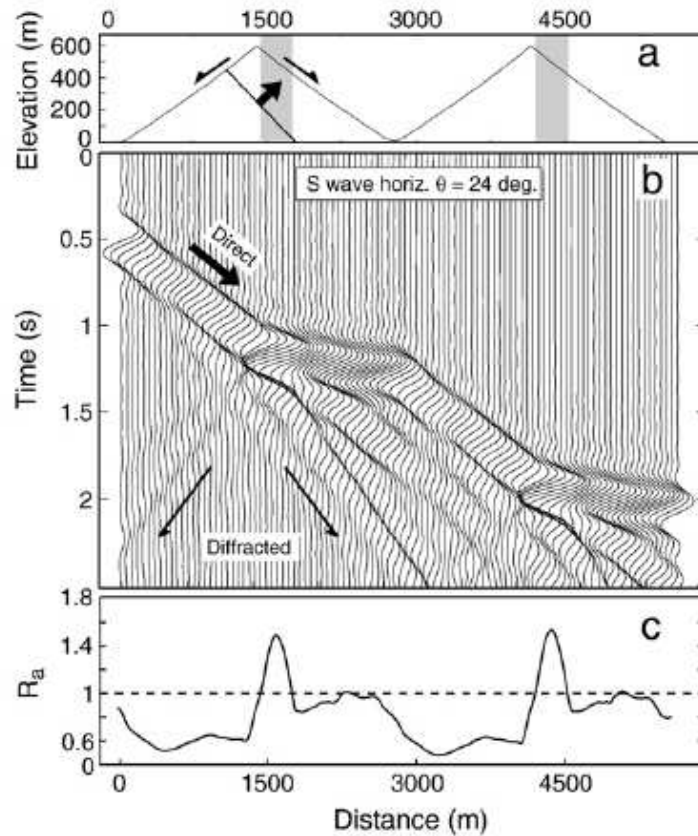 0 1500 3000 4500
Elevation (m)
600
400
200
0
a
0
0.5
1
1.5
2
Time (s)
S wave horiz. θ = 24 deg.
b
Direct
Diffracted
1.8
1.4
1
0.6
0
Ra
c
0 1500 3000 4500
Distance (m)